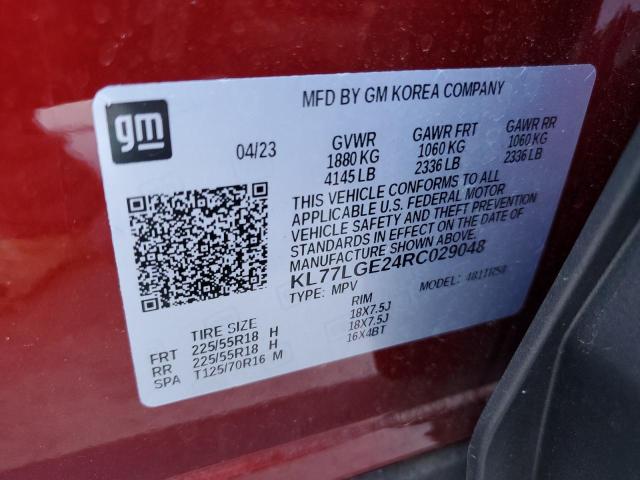 MFD BY GM KOREA COMPANY
gm
04/23 GVWR GAWR FRT GAWR RR
1880 KG 1060 KG 1060 KG
4145 LB 2336 LB 2336 LB
THIS VEHICLE CONFORMS TO ALL
APPLICABLE U.S. FEDERAL MOTOR
VEHICLE SAFETY AND THEFT PREVENTION
STANDARDS IN EFFECT ON THE DATE OF
KL77LGE24RC029048
TYPE: MPV MODEL:
TIRE SIZE RIM
FRT 225/55R18 H 18X7.5J
RR 225/55R18 H 18X7.5J
SPA T125/70R16 M 16X4BT